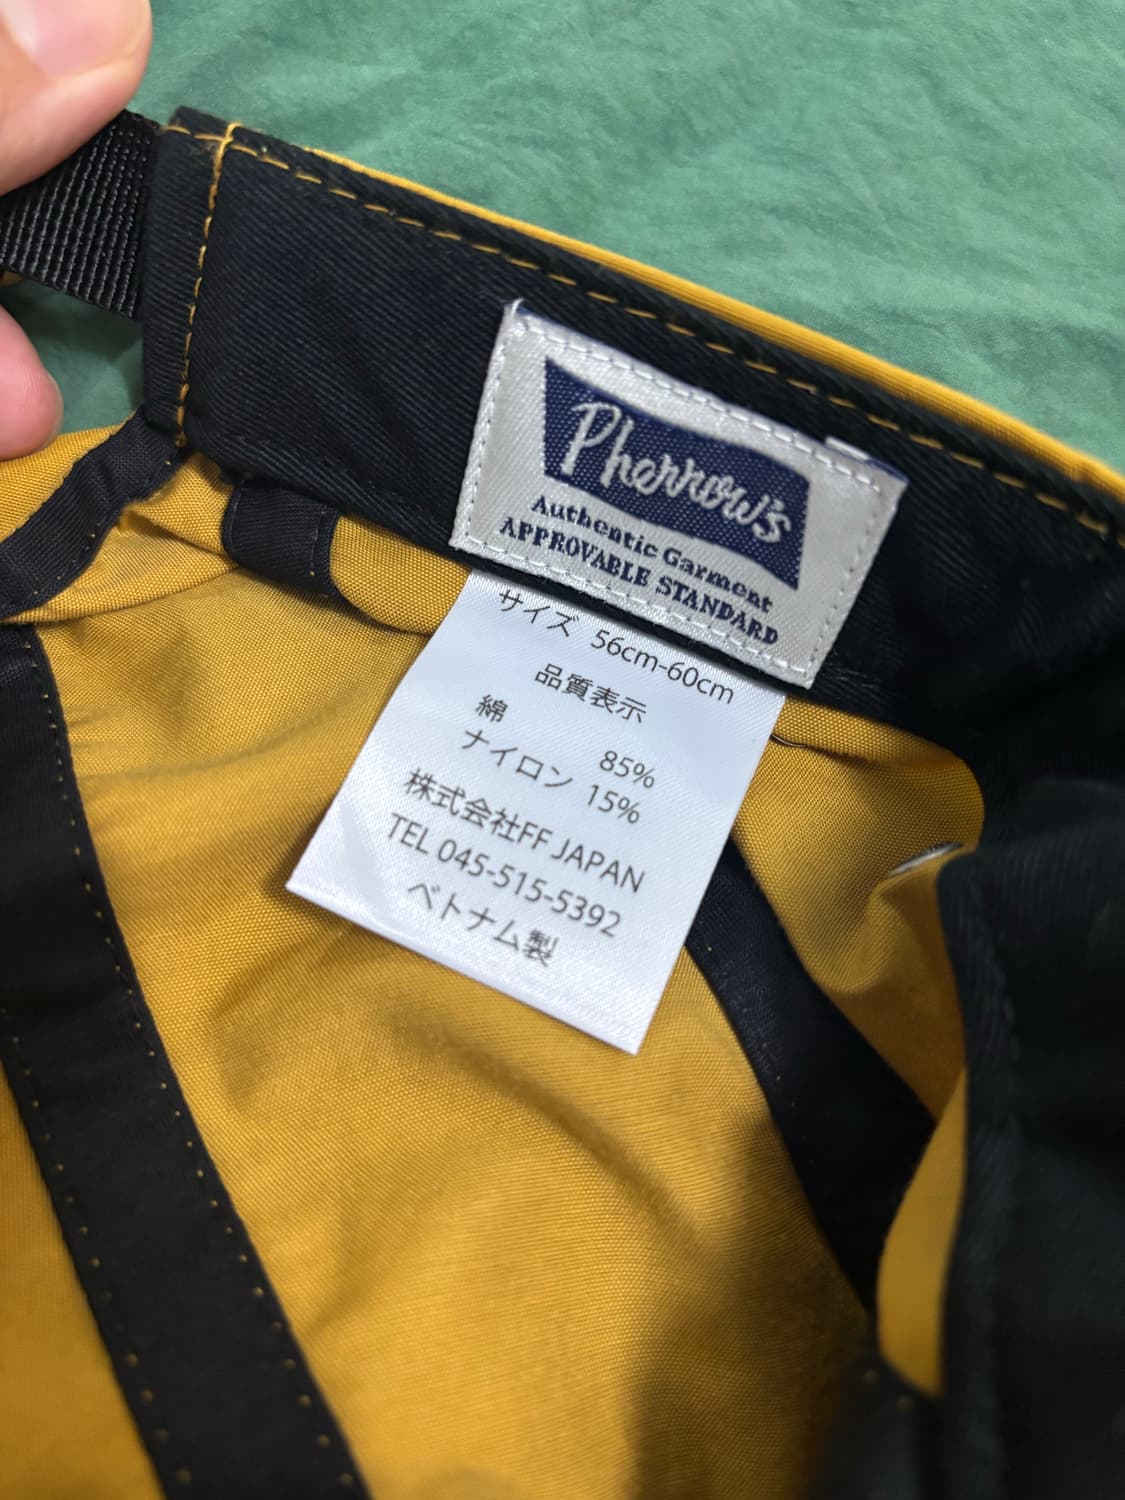 Pherrow's
Authentic Garment
APPROVABLE STANDARD
サイズ 56cm-60cm
品質表示
綿 85%
ナイロン 15%
株式会社FF JAPAN
TEL 045-515-5392
ベトナム製